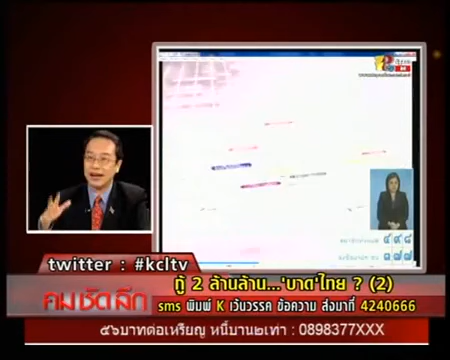 twitter : #kcltv
คม ชัด ลึก
กู้ 2 ล้านล้าน...'บาด'ไทย ? (2)
sms พิมพ์ K เว้นวรรค ข้อความ ส่งมาที่ 4240666
๕๖บาทต่อเหรียญ หนี้บาน๒เท่า : 0898377XXX